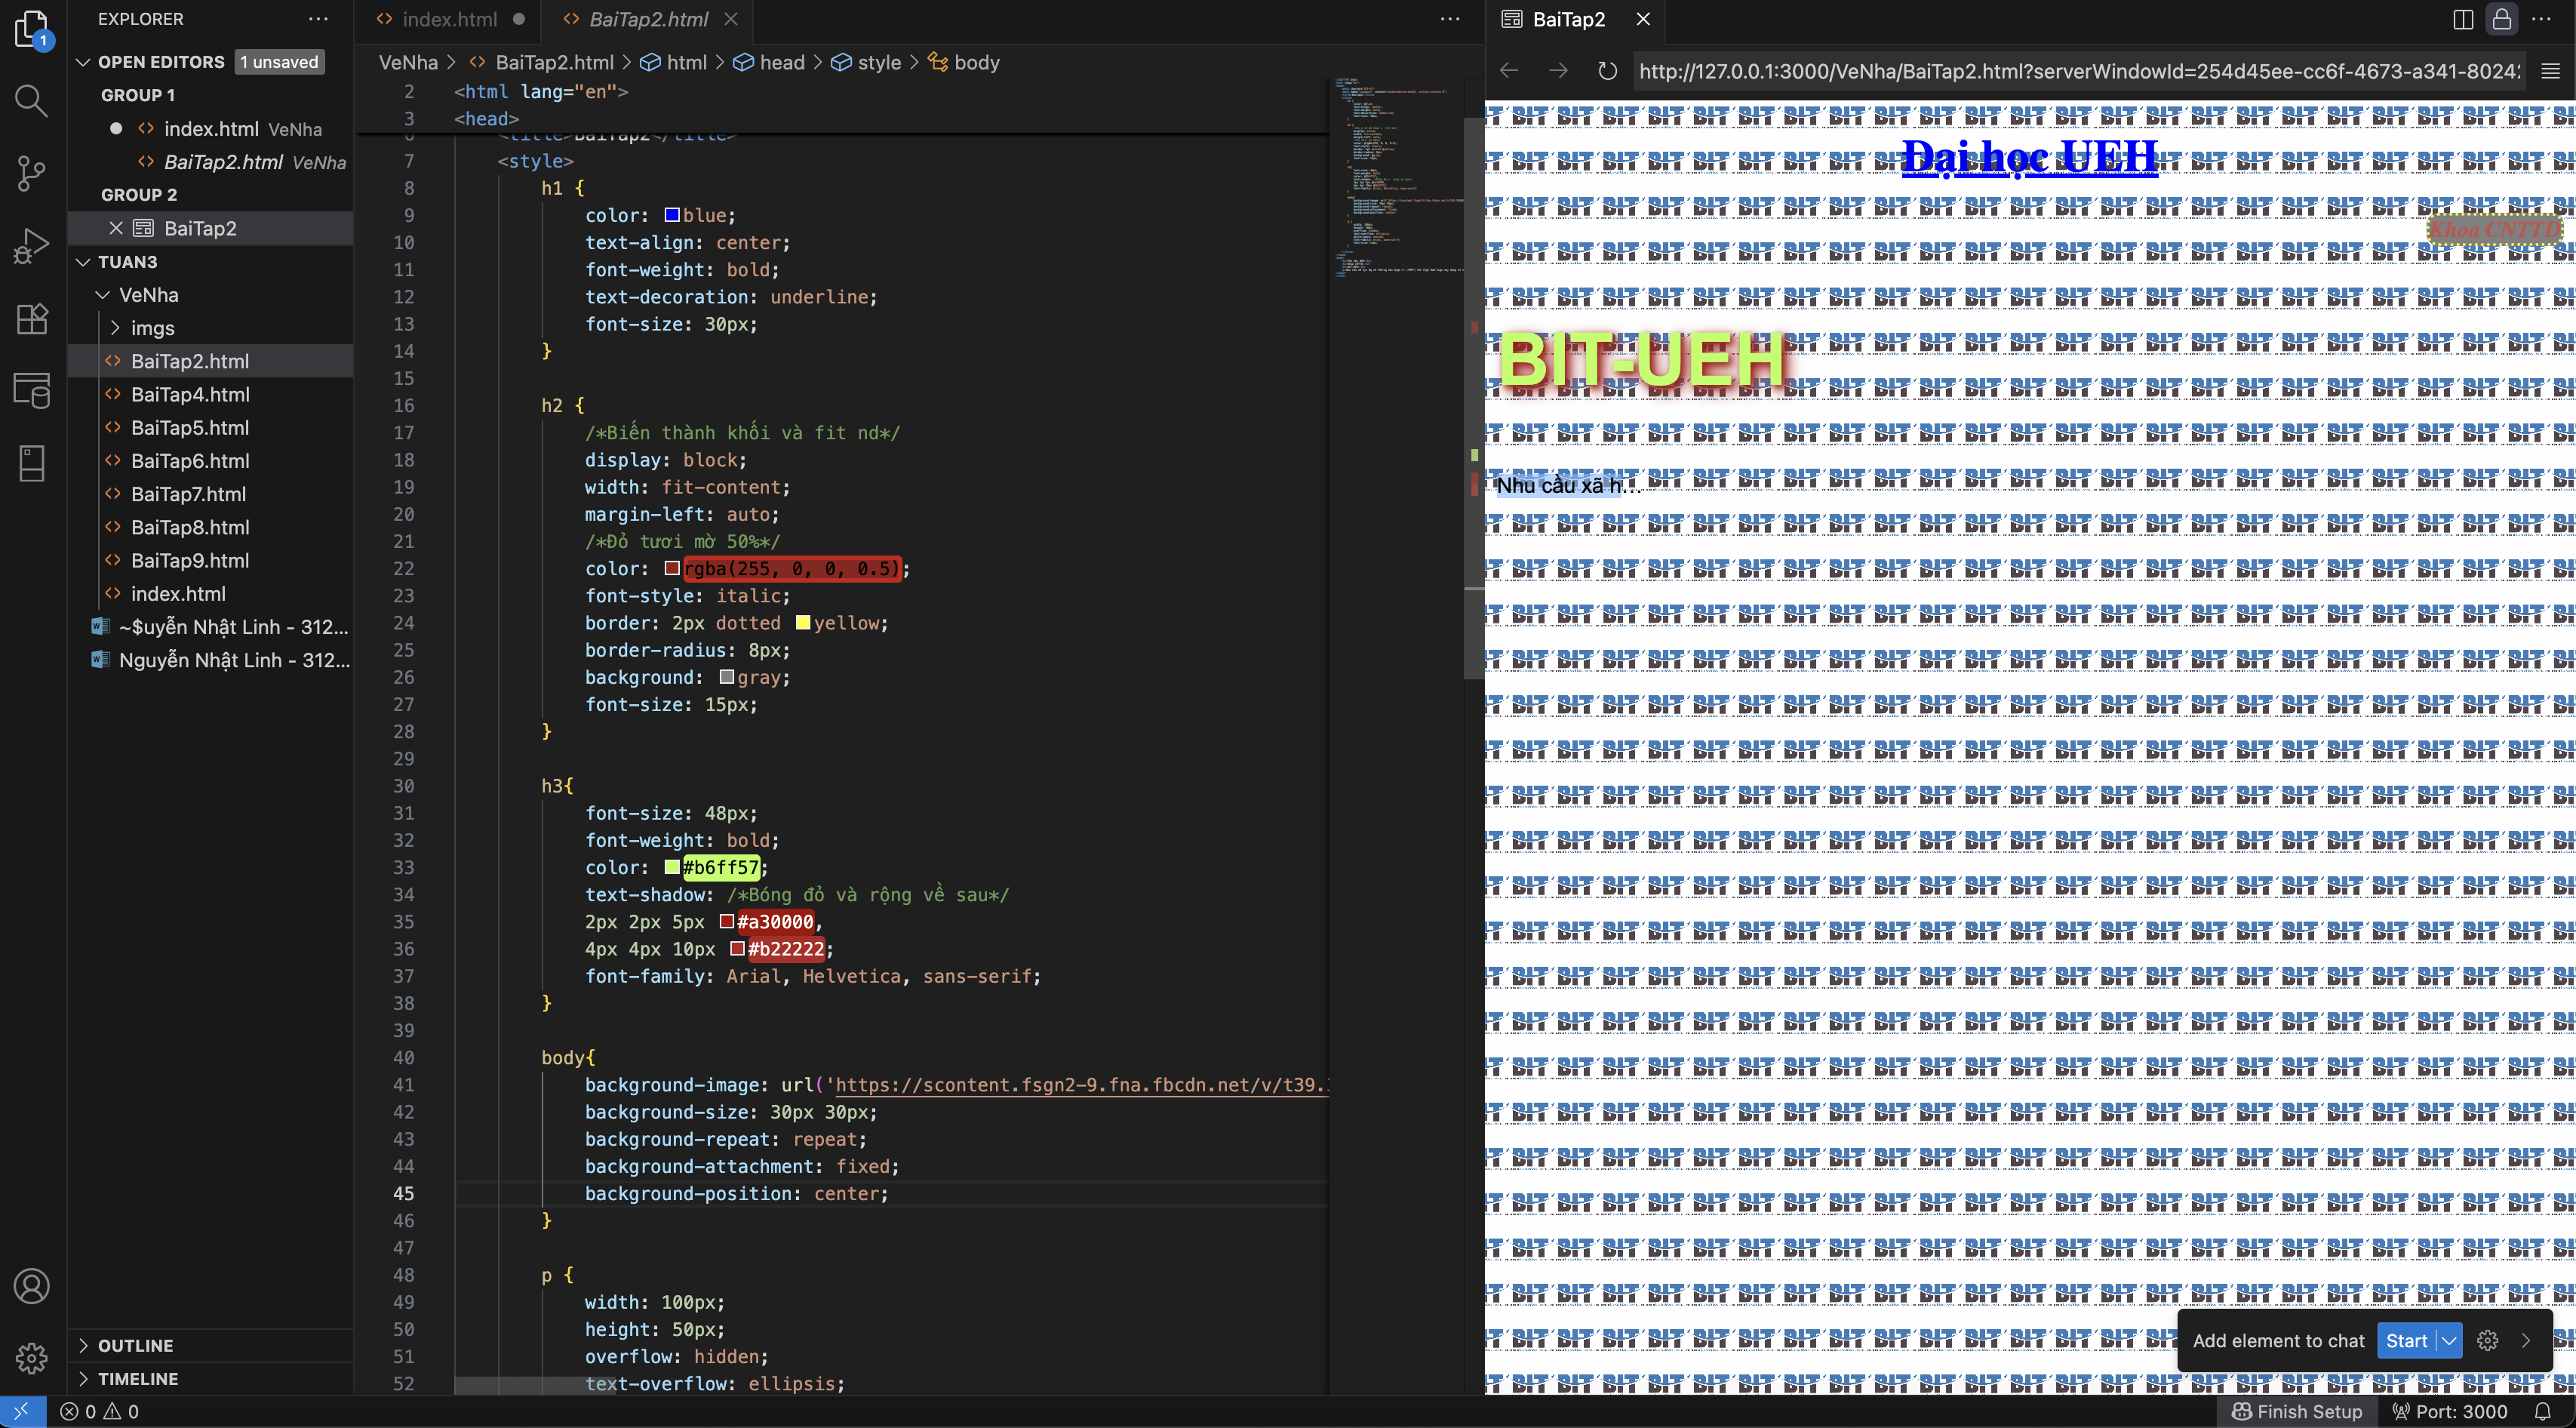 EXPLORER
OPEN EDITORS
1 unsaved
GROUP 1
index.html VeNha
BaiTap2.html VeNha
GROUP 2
BaiTap2
TUAN3
VeNha
imgs
BaiTap2.html
BaiTap4.html
BaiTap5.html
BaiTap6.html
BaiTap7.html
BaiTap8.html
BaiTap9.html
index.html
~$uyễn Nhật Linh - 312...
Nguyễn Nhật Linh - 312...
OUTLINE
TIMELINE
index.html
BaiTap2.html
VeNha > BaiTap2.html > html > head > style > body
2 <html lang="en">
3 <head>
6 <title>BaiTap2</title>
7 <style>
8 h1 {
9 color: blue;
10 text-align: center;
11 font-weight: bold;
12 text-decoration: underline;
13 font-size: 30px;
14 }
15
16 h2 {
17 /*Biến thành khối và fit nd*/
18 display: block;
19 width: fit-content;
20 margin-left: auto;
21 /*Đỏ tươi mờ 50%*/
22 color: rgba(255, 0, 0, 0.5);
23 font-style: italic;
24 border: 2px dotted yellow;
25 border-radius: 8px;
26 background: gray;
27 font-size: 15px;
28 }
29
30 h3{
31 font-size: 48px;
32 font-weight: bold;
33 color: #b6ff57;
34 text-shadow: /*Bóng đỏ và rộng về sau*/
35 2px 2px 5px #a30000,
36 4px 4px 10px #b22222;
37 font-family: Arial, Helvetica, sans-serif;
38 }
39
40 body{
41 background-image: url('https://scontent.fsgn2-9.fna.fbcdn.net/v/t39.
42 background-size: 30px 30px;
43 background-repeat: repeat;
44 background-attachment: fixed;
45 background-position: center;
46 }
47
48 p {
49 width: 100px;
50 height: 50px;
51 overflow: hidden;
52 text-overflow: ellipsis;
BaiTap2
http://127.0.0.1:3000/VeNha/BaiTap2.html?serverWindowId=254d45ee-cc6f-4673-a341-8024
Đại học UEH
Khoa CNTTD
BIT-UEH
Nhu cầu xã h...
BIT
Add element to chat
Start
0 0
Finish Setup
Port: 3000